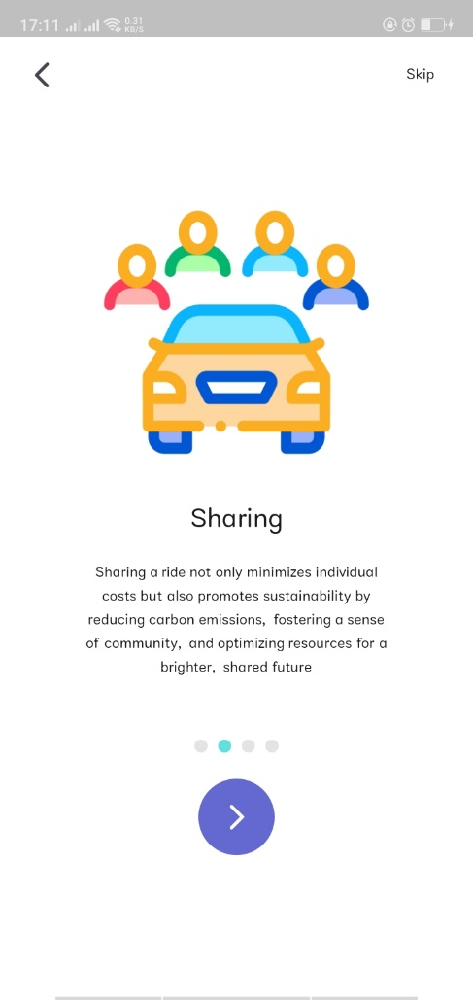 17:11 0.31 KB/S
Skip
Sharing
Sharing a ride not only minimizes individual
costs but also promotes sustainability by
reducing carbon emissions, fostering a sense
of community, and optimizing resources for a
brighter, shared future